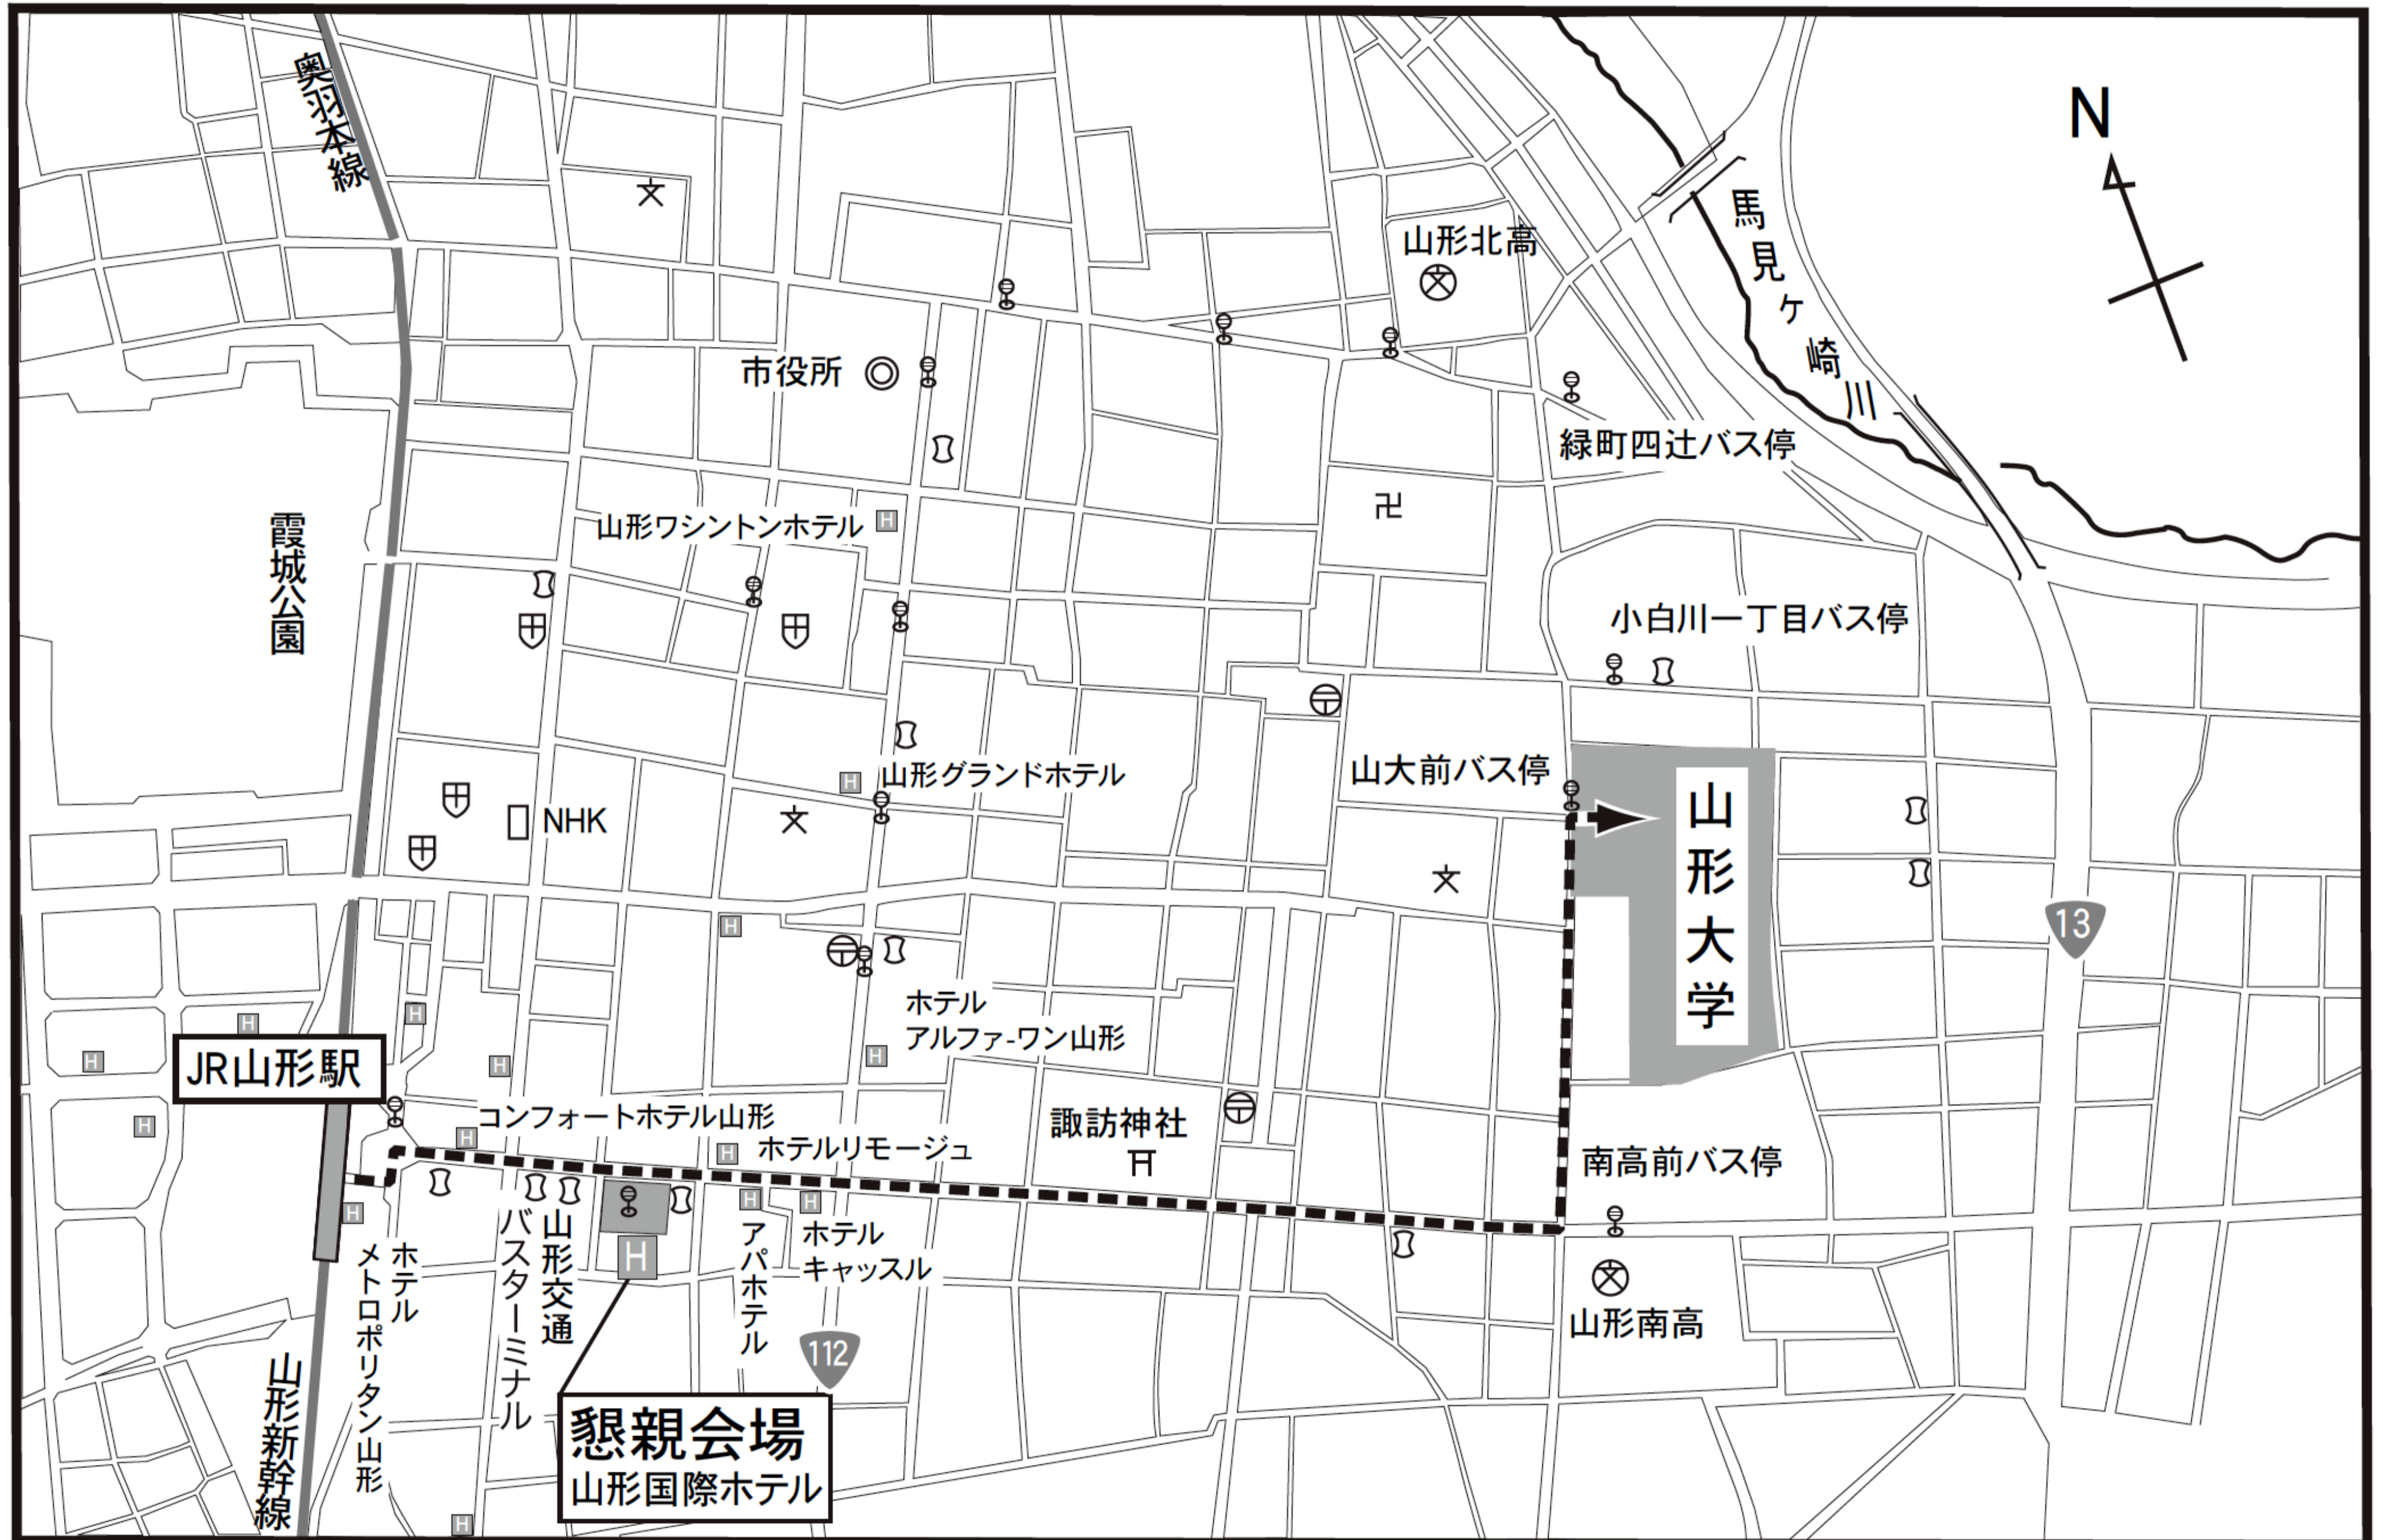 奥羽本線
N
馬見ヶ崎川
山形北高
市役所
緑町四辻バス停
山形ワシントンホテル
H
霞城公園
小白川一丁目バス停
山大前バス停
山形グランドホテル
H
NHK
山形大学
13
H
ホテル
アルファ-ワン山形
H
H
H
H
H
JR山形駅
H
コンフォートホテル山形
H
ホテルリモージュ
H
諏訪神社
南高前バス停
H
ホテル
メトロポリタン山形
山形交通
バスターミナル
H
H
アパホテル
H
ホテル
キャッスル
山形南高
112
山形新幹線
懇親会場
山形国際ホテル
H